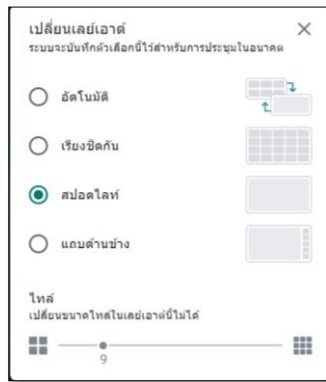 เปลี่ยนเลย์เอาต์
ระบบจะบันทึกตัวเลือกนี้ไว้สำหรับการประชุมในอนาคต
อัตโนมัติ
เรียงชิดกัน
สปอตไลท์
แถบด้านข้าง
ไทล์
เปลี่ยนขนาดไทล์ในเลย์เอาต์นี้ไม่ได้
9